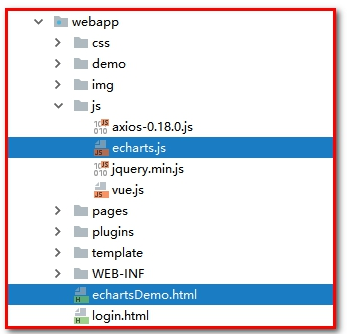 webapp
css
demo
img
js
axios-0.18.0.js
echarts.js
jquery.min.js
vue.js
pages
plugins
template
WEB-INF
echartsDemo.html
login.html